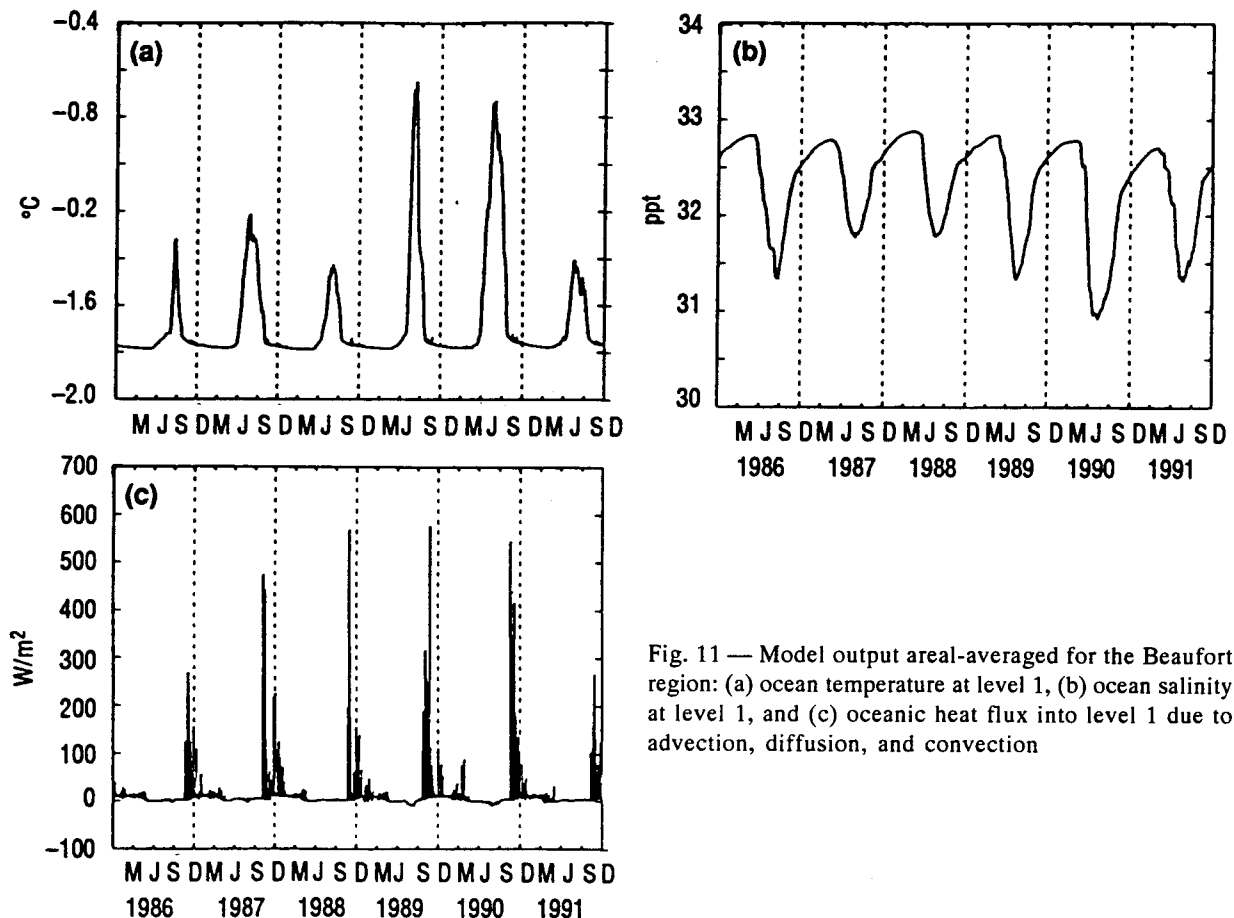 (a)
°C
−0.4
−0.8
−0.2
−1.6
−2.0
M J S D M J S D M J S D M J S D M J S D M J S D
(b)
ppt
34
33
32
31
30
M J S D M J S D M J S D M J S D M J S D M J S D
1986 1987 1988 1989 1990 1991
(c)
W/m²
700
600
500
400
300
200
100
0
−100
M J S D M J S D M J S D M J S D M J S D M J S D
1986 1987 1988 1989 1990 1991
Fig. 11 — Model output areal-averaged for the Beaufort
region: (a) ocean temperature at level 1, (b) ocean salinity
at level 1, and (c) oceanic heat flux into level 1 due to
advection, diffusion, and convection